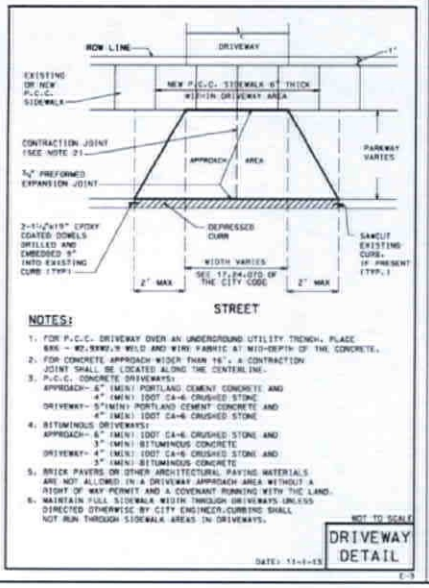 ROW LINE
DRIVEWAY
1'
EXISTING
OR NEW
P.C.C.
SIDEWALK
NEW P.C.C. SIDEWALK 6" THICK
WITHIN DRIVEWAY AREA
CONTRACTION JOINT
(SEE NOTE 2)
APPROACH AREA
PARKWAY
VARIES
3/4" PREFORMED
EXPANSION JOINT
EPOXY
COATED DOWELS
DRILLED AND
EMBEDDED 9"
INTO EXISTING
CURB (TYP.)
DEPRESSED
CURB
SAWCUT
EXISTING
CURB,
IF PRESENT
(TYP.)
2' MAX
WIDTH VARIES
SEE 17.24.070 OF
THE CITY CODE
2' MAX
STREET
NOTES:
1. FOR P.C.C. DRIVEWAY OVER AN UNDERGROUND UTILITY TRENCH, PLACE
6X6 - W2.9XW2.9 WELD AND WIRE FABRIC AT MID-DEPTH OF THE CONCRETE.
2. FOR CONCRETE APPROACH WIDER THAN 16', A CONTRACTION
JOINT SHALL BE LOCATED ALONG THE CENTERLINE.
3. P.C.C. CONCRETE DRIVEWAYS:
APPROACH- 6" (MIN) PORTLAND CEMENT CONCRETE AND
4" (MIN) IDOT CA-6 CRUSHED STONE
DRIVEWAY- 5"(MIN) PORTLAND CEMENT CONCRETE AND
4" (MIN) IDOT CA-6 CRUSHED STONE
4. BITUMINOUS DRIVEWAYS:
APPROACH- 6" (MIN) IDOT CA-6 CRUSHED STONE AND
3" (MIN) BITUMINOUS CONCRETE
DRIVEWAY- 4" (MIN) IDOT CA-6 CRUSHED STONE AND
3" (MIN) BITUMINOUS CONCRETE
5. BRICK PAVERS OR OTHER ARCHITECTURAL PAVING MATERIALS
ARE NOT ALLOWED IN A DRIVEWAY APPROACH AREA WITHOUT A
RIGHT OF WAY PERMIT AND A COVENANT RUNNING WITH THE LAND.
6. MAINTAIN FULL SIDEWALK WIDTH THROUGH DRIVEWAYS UNLESS
DIRECTED OTHERWISE BY CITY ENGINEER.CURBING SHALL
NOT RUN THROUGH SIDEWALK AREAS IN DRIVEWAYS.
NOT TO SCALE
DRIVEWAY
DETAIL
DATE: